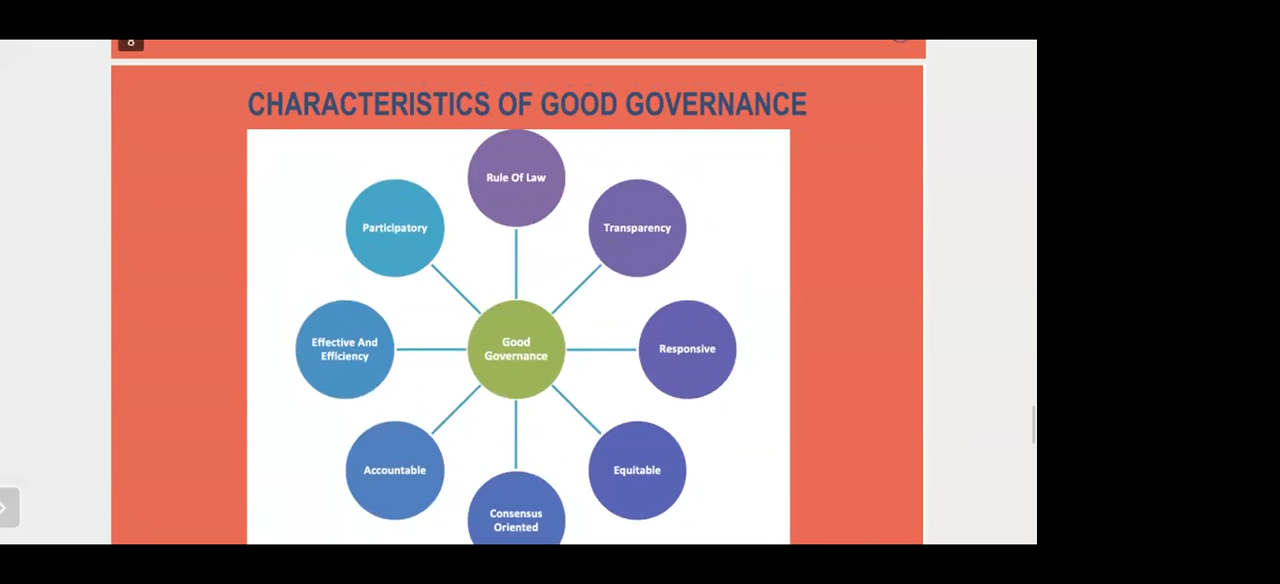 8
CHARACTERISTICS OF GOOD GOVERNANCE
Rule Of Law
Participatory
Transparency
Effective And
Efficiency
Good
Governance
Responsive
Accountable
Equitable
Consensus
Oriented